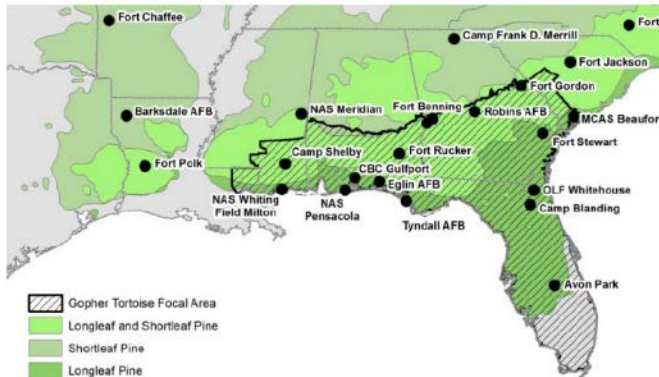 Fort Chaffee
Fort
Camp Frank D. Merrill
Fort Jackson
Fort Gordon
Barksdale AFB
NAS Meridian
Fort Benning
Robins AFB
MCAS Beaufor
Fort Stewart
Camp Shelby
Fort Rucker
Fort Polk
CBC Gulfport
Eglin AFB
OLF Whitehouse
NAS Whiting
Field Milton
NAS
Pensacola
Camp Blanding
Tyndall AFB
Avon Park
Gopher Tortoise Focal Area
Longleaf and Shortleaf Pine
Shortleaf Pine
Longleaf Pine